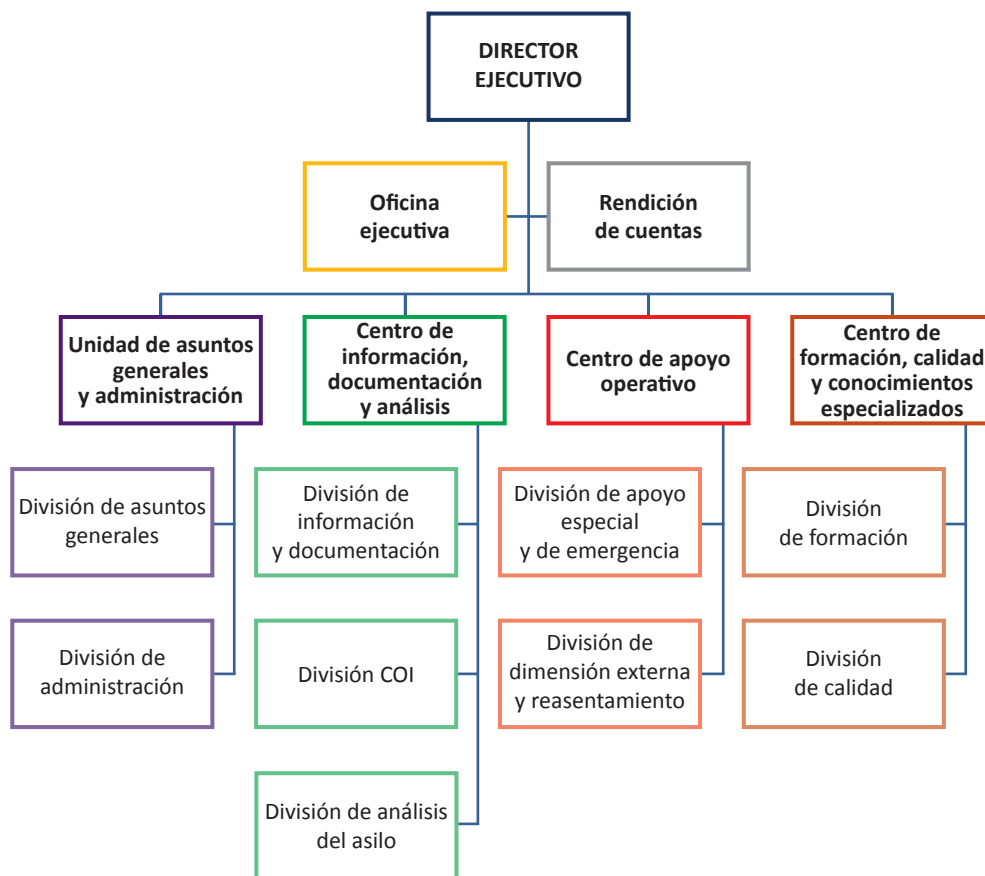 DIRECTOR
EJECUTIVO
Oficina
ejecutiva
Rendición
de cuentas
Unidad de asuntos
generales
y administración
Centro de
información,
documentación
y análisis
Centro de apoyo
operativo
Centro de
formación, calidad
y conocimientos
especializados
División de asuntos
generales
División de
información
y documentación
División de apoyo
especial
y de emergencia
División
de formación
División de
administración
División COI
División de
dimensión externa
y reasentamiento
División
de calidad
División de análisis
del asilo